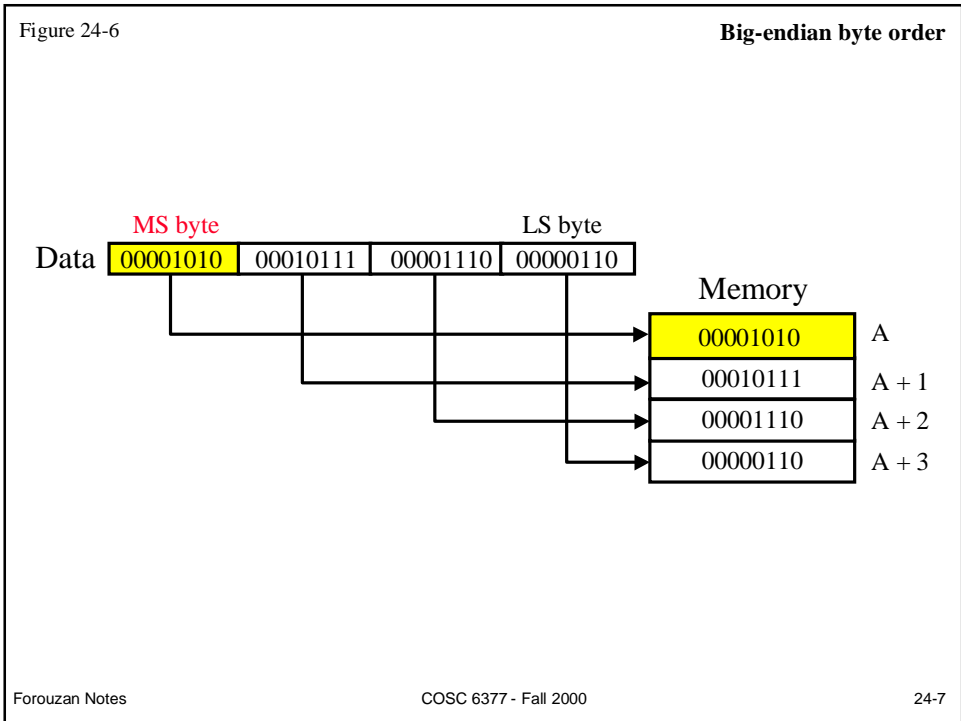 Figure 24-6 Big-endian byte order
MS byte LS byte
Data 00001010 00010111 00001110 00000110
Memory
00001010 A
00010111 A + 1
00001110 A + 2
00000110 A + 3
Forouzan Notes COSC 6377 - Fall 2000 24-7